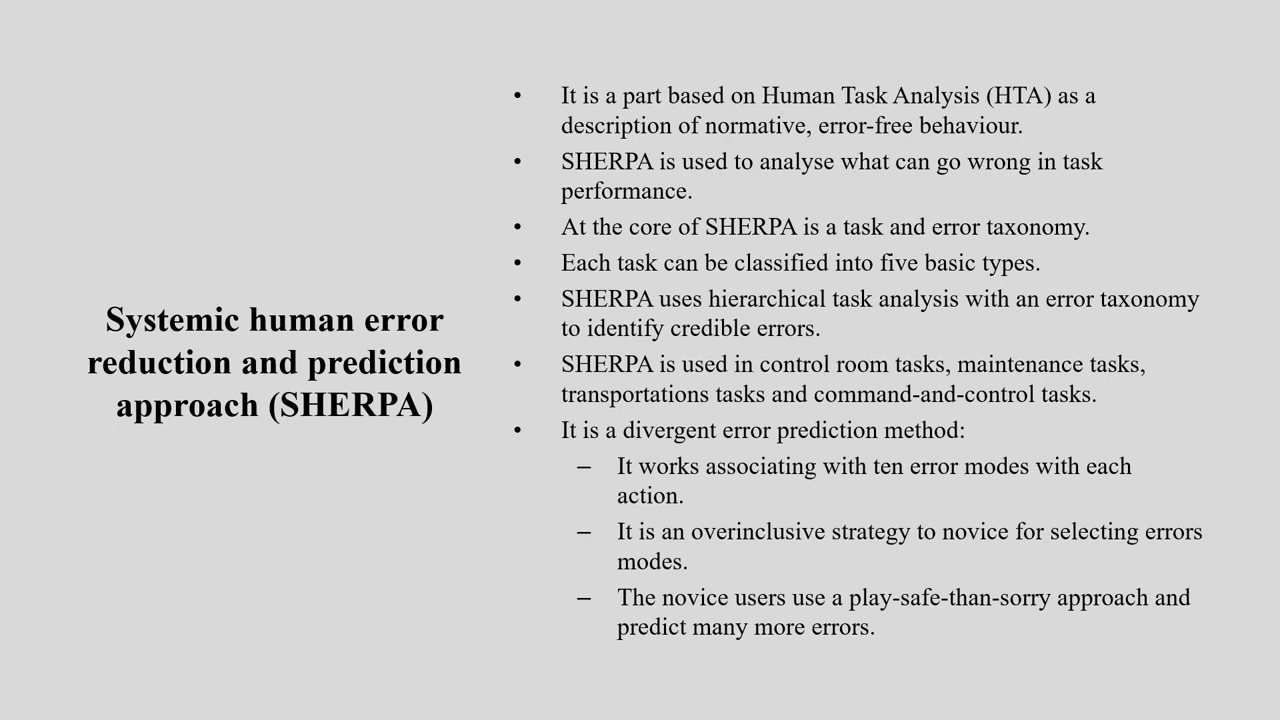 Systemic human error
reduction and prediction
approach (SHERPA)
• It is a part based on Human Task Analysis (HTA) as a
description of normative, error-free behaviour.
• SHERPA is used to analyse what can go wrong in task
performance.
• At the core of SHERPA is a task and error taxonomy.
• Each task can be classified into five basic types.
• SHERPA uses hierarchical task analysis with an error taxonomy
to identify credible errors.
• SHERPA is used in control room tasks, maintenance tasks,
transportations tasks and command-and-control tasks.
• It is a divergent error prediction method:
– It works associating with ten error modes with each
action.
– It is an overinclusive strategy to novice for selecting errors
modes.
– The novice users use a play-safe-than-sorry approach and
predict many more errors.